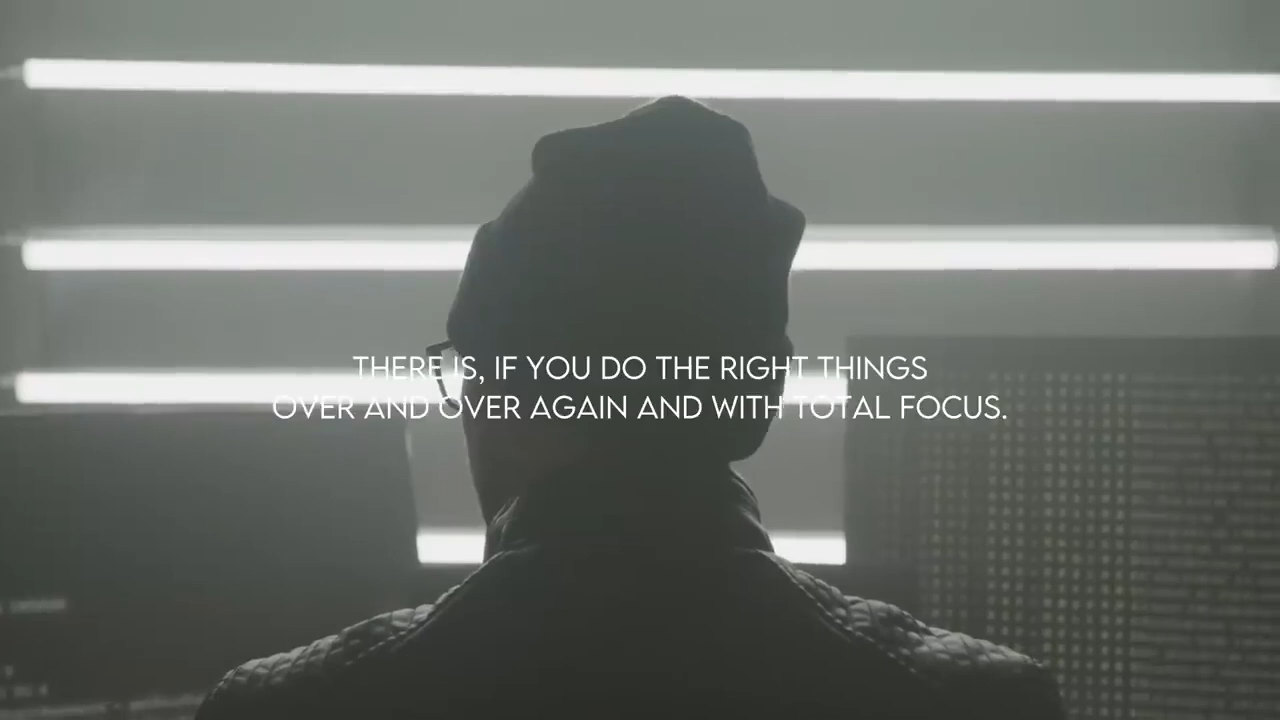 THERE IS, IF YOU DO THE RIGHT THINGS
OVER AND OVER AGAIN AND WITH TOTAL FOCUS.